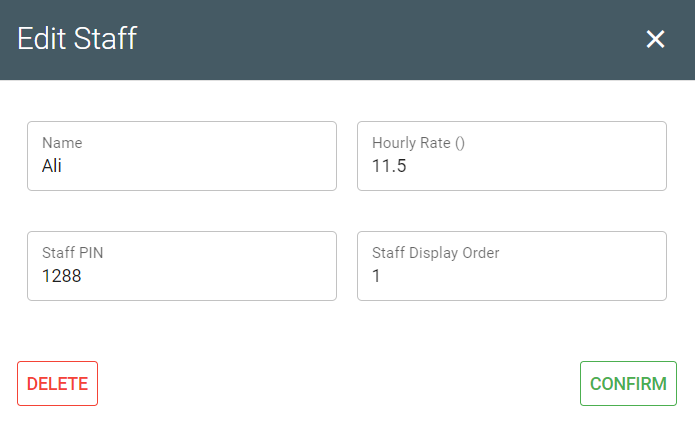 Edit Staff
Name
Ali
Hourly Rate ()
11.5
Staff PIN
1288
Staff Display Order
1
DELETE
CONFIRM